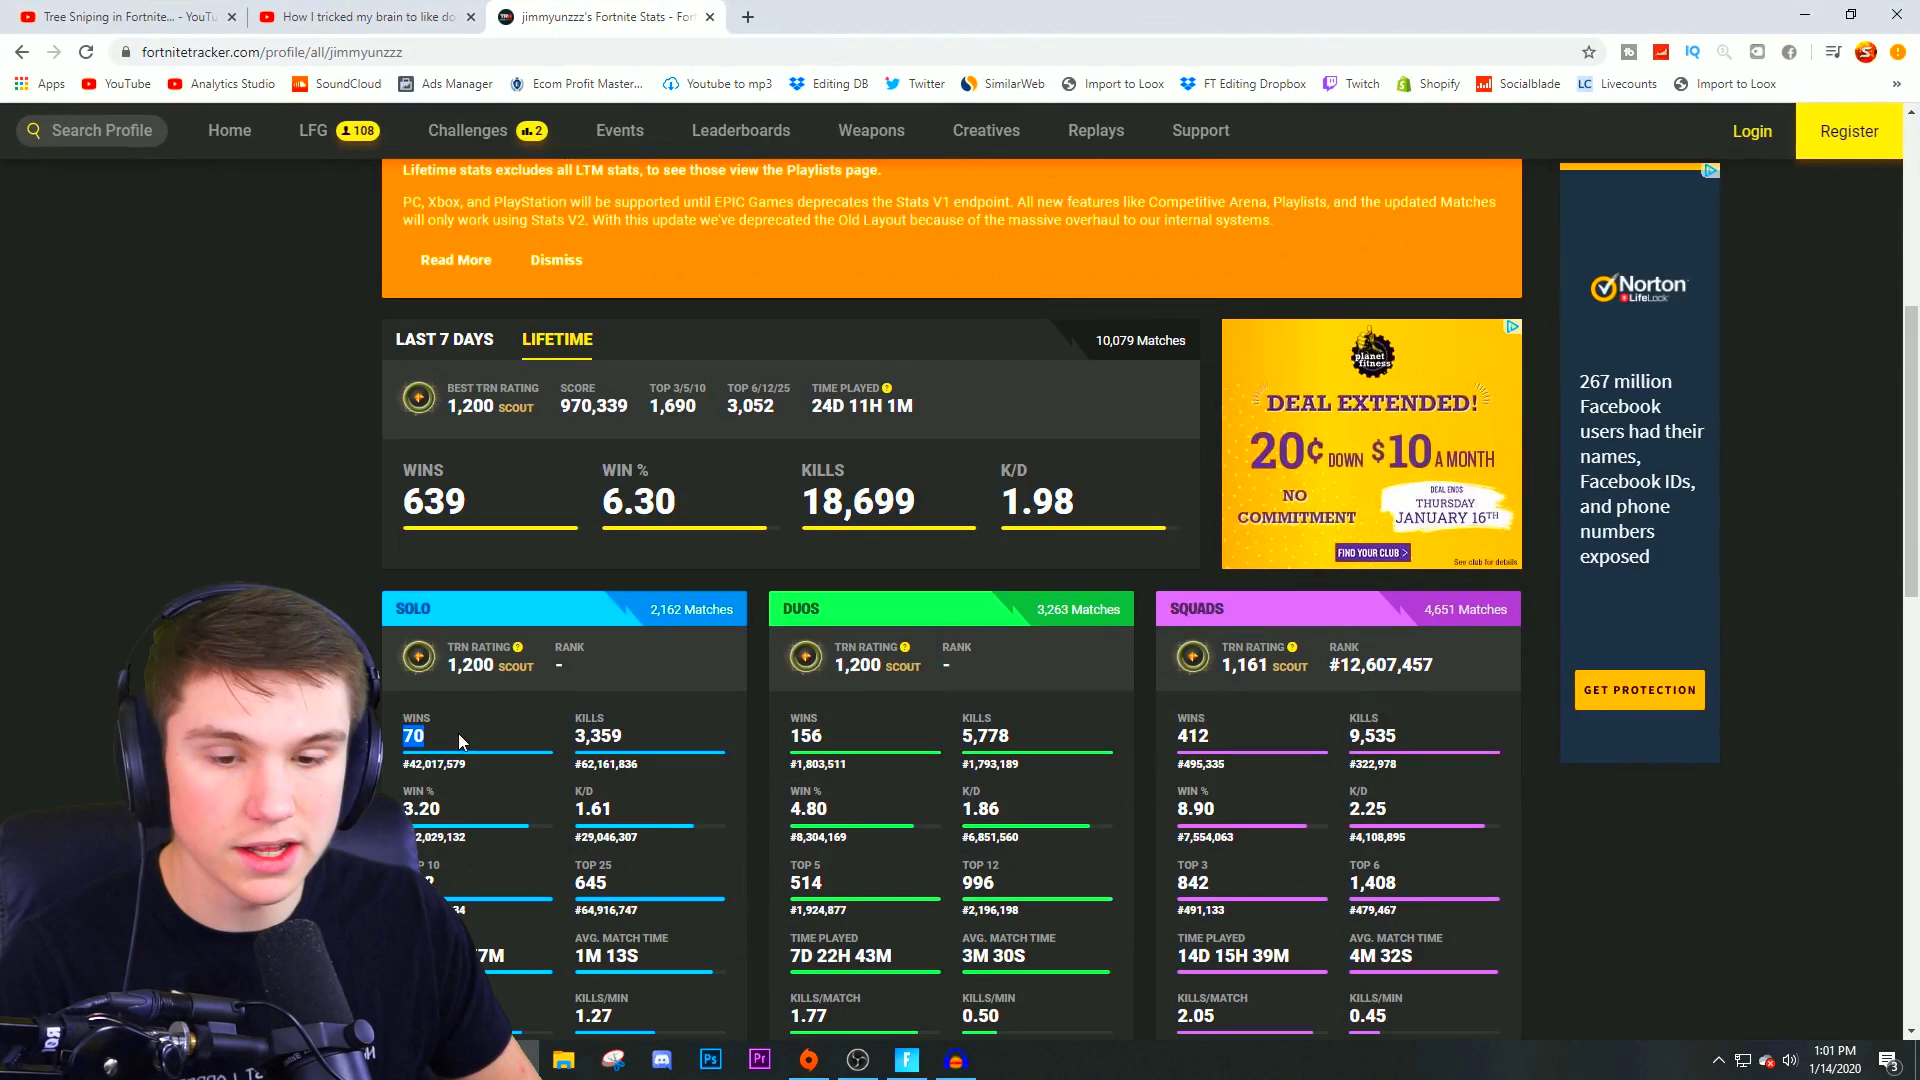 Tree Sniping in Fortnite... - YouTu
How I tricked my brain to like do
jimmyunzzz's Fortnite Stats - For
fortnitetracker.com/profile/all/jimmyunzzz
Apps YouTube Analytics Studio SoundCloud Ads Manager Ecom Profit Master... Youtube to mp3 Editing DB Twitter SimilarWeb Import to Loox FT Editing Dropbox Twitch Shopify Socialblade LC Livecounts Import to Loox »
Search Profile Home LFG 108 Challenges 2 Events Leaderboards Weapons Creatives Replays Support Login Register
Lifetime stats excludes all LTM stats, to see those view the Playlists page.
PC, Xbox, and PlayStation will be supported until EPIC Games deprecates the Stats V1 endpoint. All new features like Competitive Arena, Playlists, and the updated Matches
will only work using Stats V2. With this update we've deprecated the Old Layout because of the massive overhaul to our internal systems.
Read More Dismiss
LAST 7 DAYS LIFETIME 10,079 Matches
BEST TRN RATING SCORE TOP 3/5/10 TOP 6/12/25 TIME PLAYED
1,200 SCOUT 970,339 1,690 3,052 24D 11H 1M
WINS WIN % KILLS K/D
639 6.30 18,699 1.98
planet
fitness
DEAL EXTENDED!
20¢ DOWN $10 A MONTH
NO
COMMITMENT
DEAL ENDS
THURSDAY
JANUARY 16TH
FIND YOUR CLUB >
See club for details
Norton
LifeLock
267 million
Facebook
users had their
names,
Facebook IDs,
and phone
numbers
exposed
GET PROTECTION
SOLO 2,162 Matches
TRN RATING RANK
1,200 SCOUT -
WINS KILLS
70 3,359
#42,017,579 #62,161,836
WIN % K/D
3.20 1.61
2,029,132 #29,046,307
10 TOP 25
645
34 #64,916,747
AVG. MATCH TIME
7M 1M 13S
KILLS/MIN
1.27
DUOS 3,263 Matches
TRN RATING RANK
1,200 SCOUT -
WINS KILLS
156 5,778
#1,803,511 #1,793,189
WIN % K/D
4.80 1.86
#8,304,169 #6,851,560
TOP 5 TOP 12
514 996
#1,924,877 #2,196,198
TIME PLAYED AVG. MATCH TIME
7D 22H 43M 3M 30S
KILLS/MATCH KILLS/MIN
1.77 0.50
SQUADS 4,651 Matches
TRN RATING RANK
1,161 SCOUT #12,607,457
WINS KILLS
412 9,535
#495,335 #322,978
WIN % K/D
8.90 2.25
#7,554,063 #4,108,895
TOP 3 TOP 6
842 1,408
#491,133 #479,467
TIME PLAYED AVG. MATCH TIME
14D 15H 39M 4M 32S
KILLS/MATCH KILLS/MIN
2.05 0.45
Ps Pr
1:01 PM
1/14/2020
3